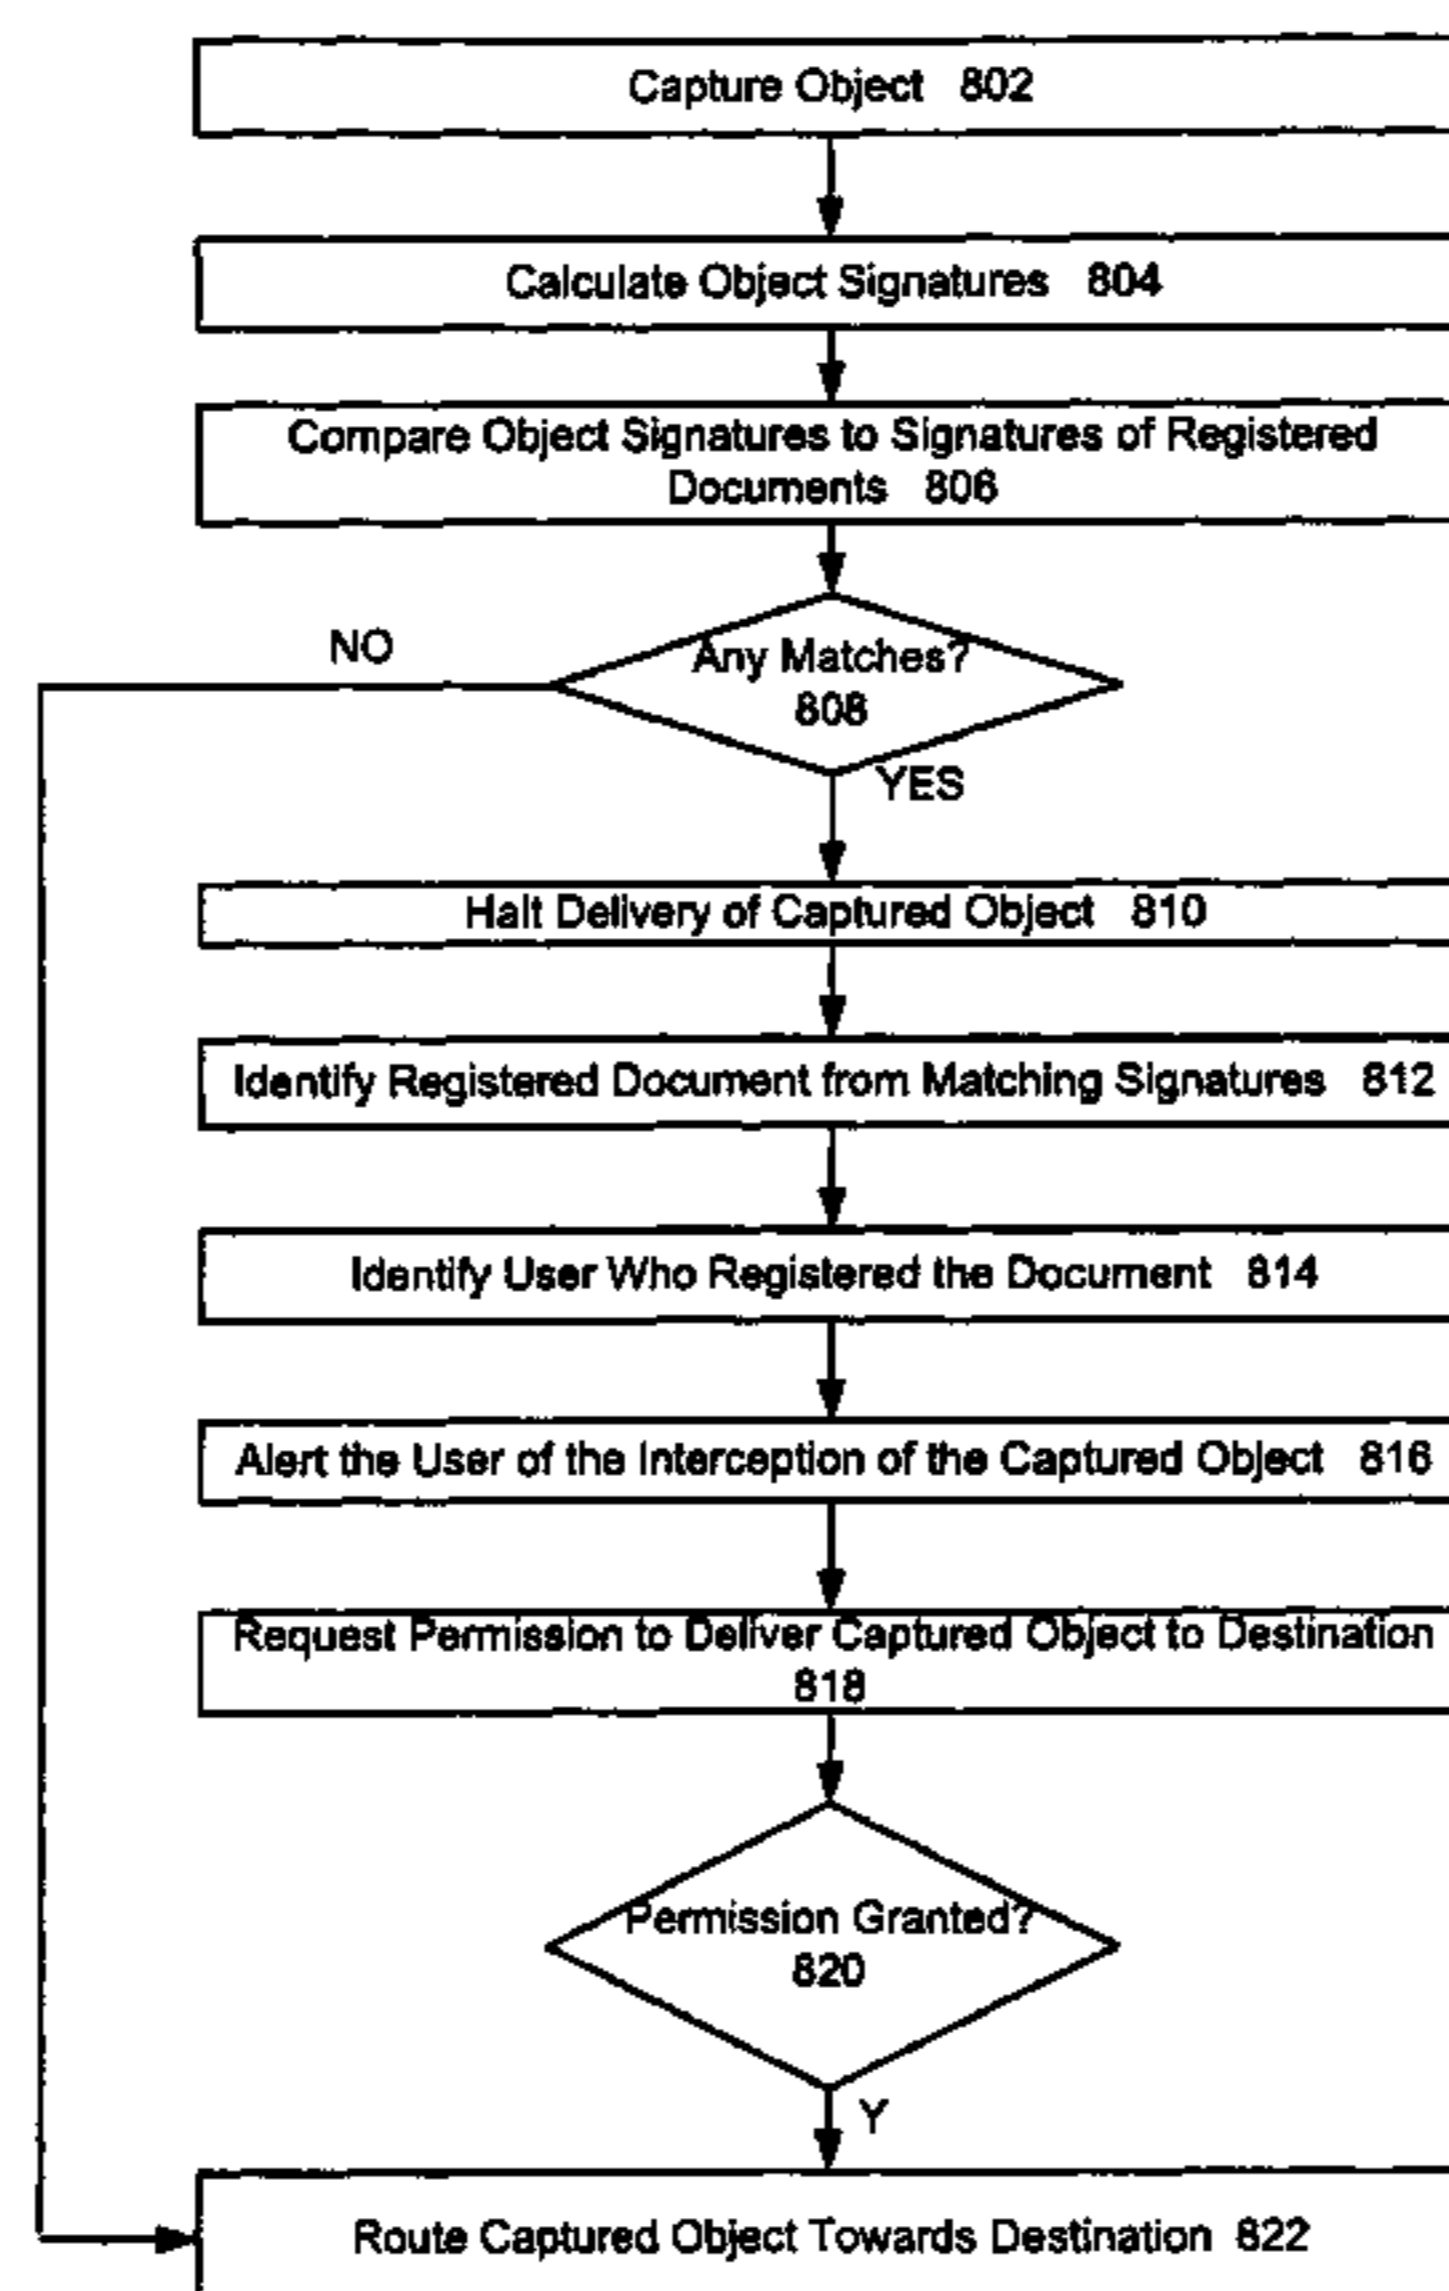 Capture Object 802
Calculate Object Signatures 804
Compare Object Signatures to Signatures of Registered
Documents 806
NO
Any Matches?
808
YES
Halt Delivery of Captured Object 810
Identify Registered Document from Matching Signatures 812
Identify User Who Registered the Document 814
Alert the User of the Interception of the Captured Object 816
Request Permission to Deliver Captured Object to Destination
818
Permission Granted?
820
Y
Route Captured Object Towards Destination 822